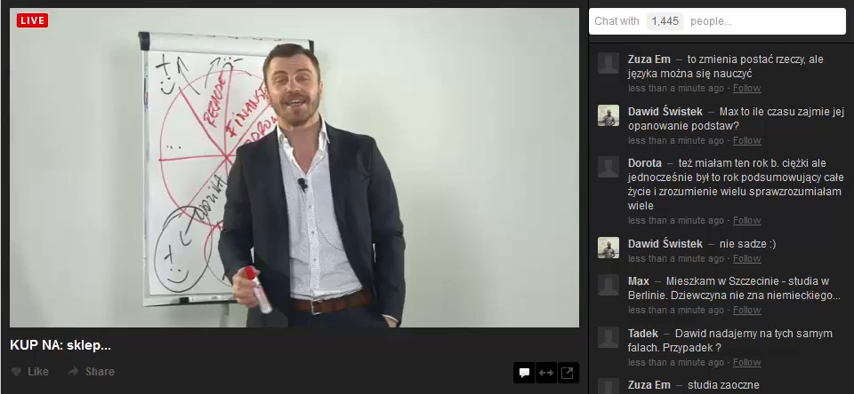 LIVE
Chat with 1,445 people...
FINANSE
RODZINA
KUP NA: sklep...
Like Share
Zuza Em – to zmienia postać rzeczy, ale
języka można się nauczyć
less than a minute ago · Follow
Dawid Świstek – Max to ile czasu zajmie jej
opanowanie podstaw?
less than a minute ago · Follow
Dorota – też miałam ten rok b. ciężki ale
jednocześnie był to rok podsumowujący całe
życie i zrozumienie wielu sprawzrozumiałam
wiele
less than a minute ago · Follow
Dawid Świstek – nie sadze :)
less than a minute ago · Follow
Max – Mieszkam w Szczecinie - studia w
Berlinie. Dziewczyna nie zna niemieckiego...
less than a minute ago · Follow
Tadek – Dawid nadajemy na tych samym
falach. Przypadek ?
less than a minute ago · Follow
Zuza Em – studia zaoczne